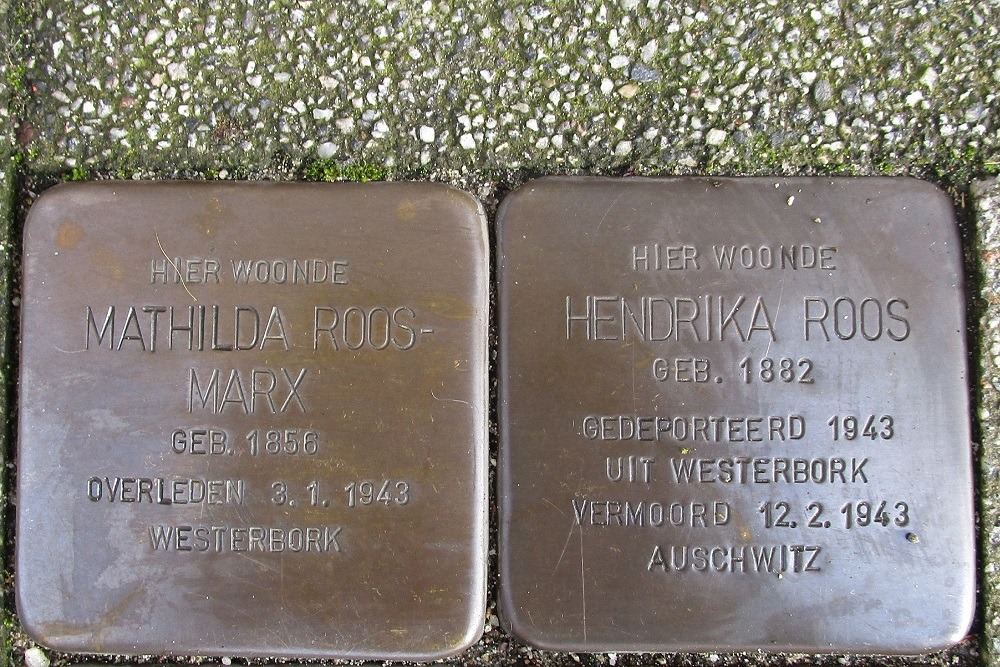 HIER WOONDE
MATHILDA ROOS-
MARX
GEB. 1856
OVERLEDEN 3.1.1943
WESTERBORK
HIER WOONDE
HENDRIKA ROOS
GEB. 1882
GEDEPORTEERD 1943
UIT WESTERBORK
VERMOORD 12.2.1943
AUSCHWITZ